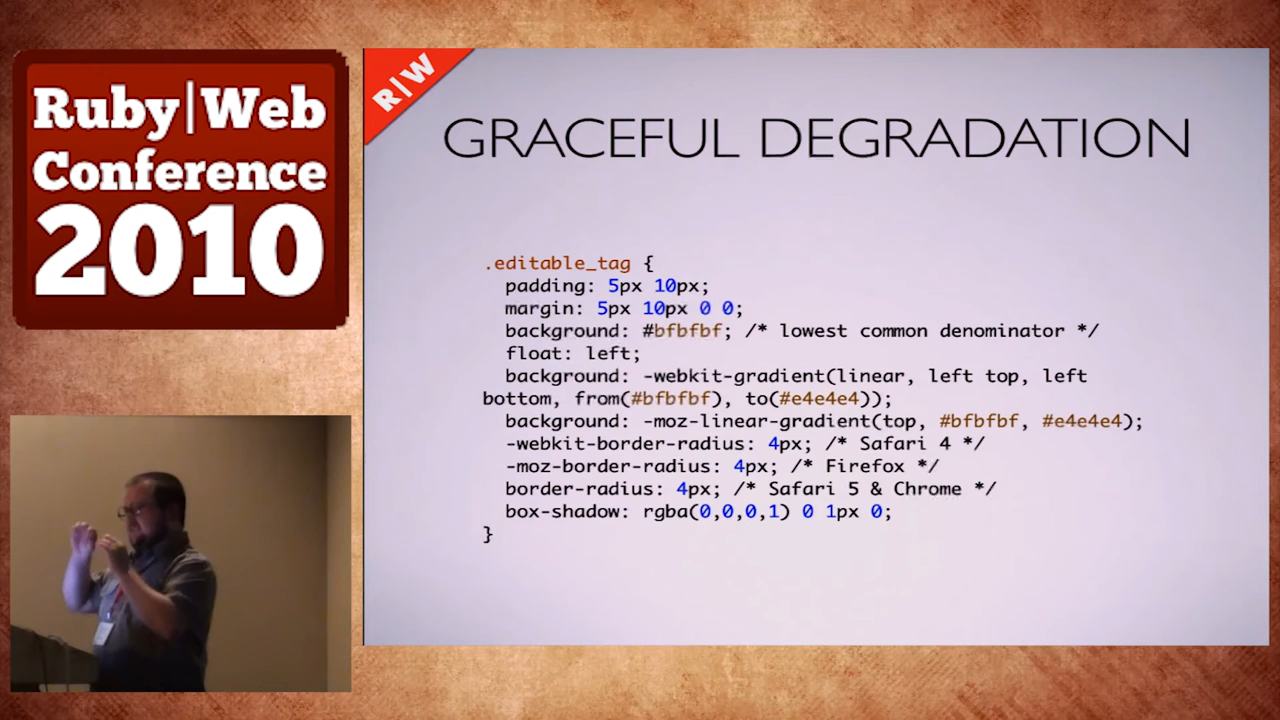 Ruby|Web
Conference
2010
R|W
GRACEFUL DEGRADATION
.editable_tag {
padding: 5px 10px;
margin: 5px 10px 0 0;
background: #bfbfbf; /* lowest common denominator */
float: left;
background: -webkit-gradient(linear, left top, left
bottom, from(#bfbfbf), to(#e4e4e4));
background: -moz-linear-gradient(top, #bfbfbf, #e4e4e4);
-webkit-border-radius: 4px; /* Safari 4 */
-moz-border-radius: 4px; /* Firefox */
border-radius: 4px; /* Safari 5 & Chrome */
box-shadow: rgba(0,0,0,1) 0 1px 0;
}